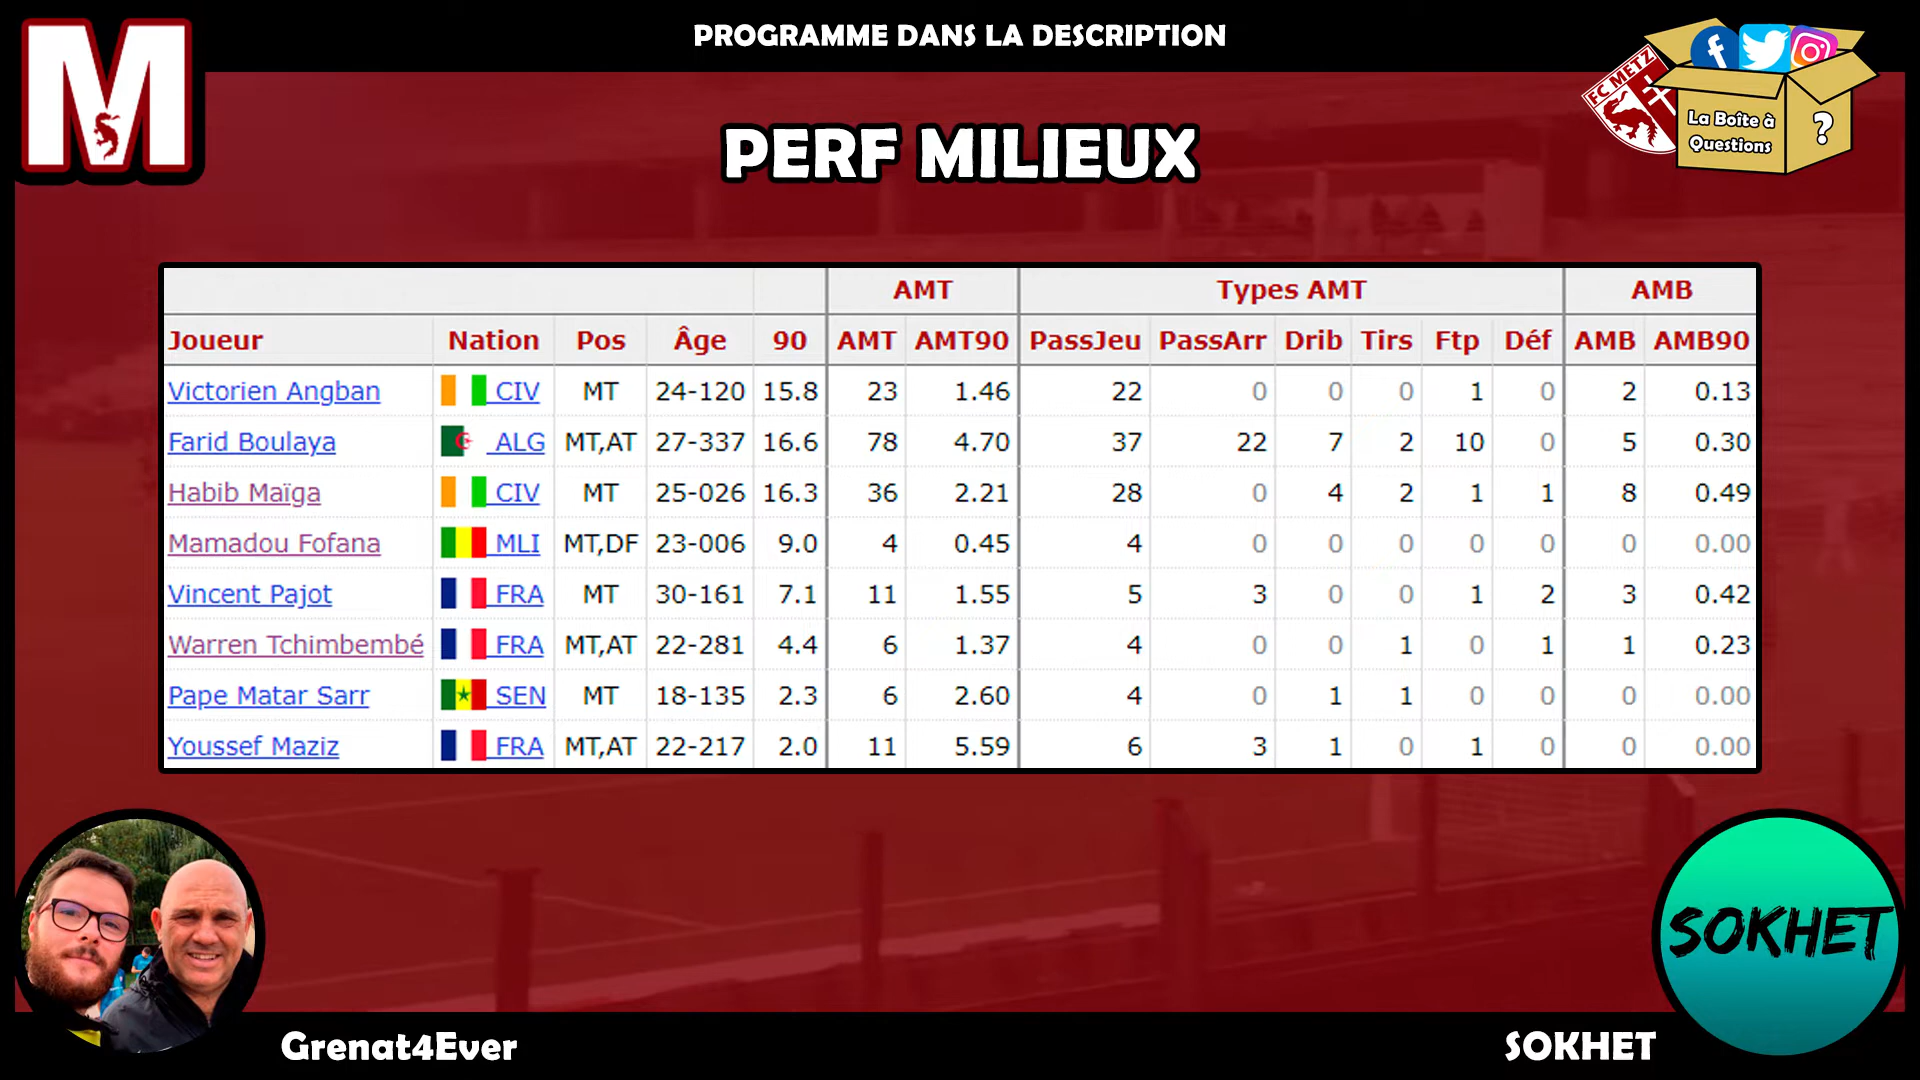 PROGRAMME DANS LA DESCRIPTION
M
FC METZ
La Boîte à
Questions
?
PERF MILIEUX
AMT Types AMT AMB
Joueur Nation Pos Âge 90 AMT AMT90 PassJeu PassArr Drib Tirs Ftp Déf AMB AMB90
Victorien Angban CIV MT 24-120 15.8 23 1.46 22 0 0 0 1 0 2 0.13
Farid Boulaya ALG MT,AT 27-337 16.6 78 4.70 37 22 7 2 10 0 5 0.30
Habib Maïga CIV MT 25-026 16.3 36 2.21 28 0 4 2 1 1 8 0.49
Mamadou Fofana MLI MT,DF 23-006 9.0 4 0.45 4 0 0 0 0 0 0 0.00
Vincent Pajot FRA MT 30-161 7.1 11 1.55 5 3 0 0 1 2 3 0.42
Warren Tchimbembé FRA MT,AT 22-281 4.4 6 1.37 4 0 0 1 0 1 1 0.23
Pape Matar Sarr SEN MT 18-135 2.3 6 2.60 4 0 1 1 0 0 0 0.00
Youssef Maziz FRA MT,AT 22-217 2.0 11 5.59 6 3 1 0 1 0 0 0.00
SOKHET
Grenat4Ever
SOKHET